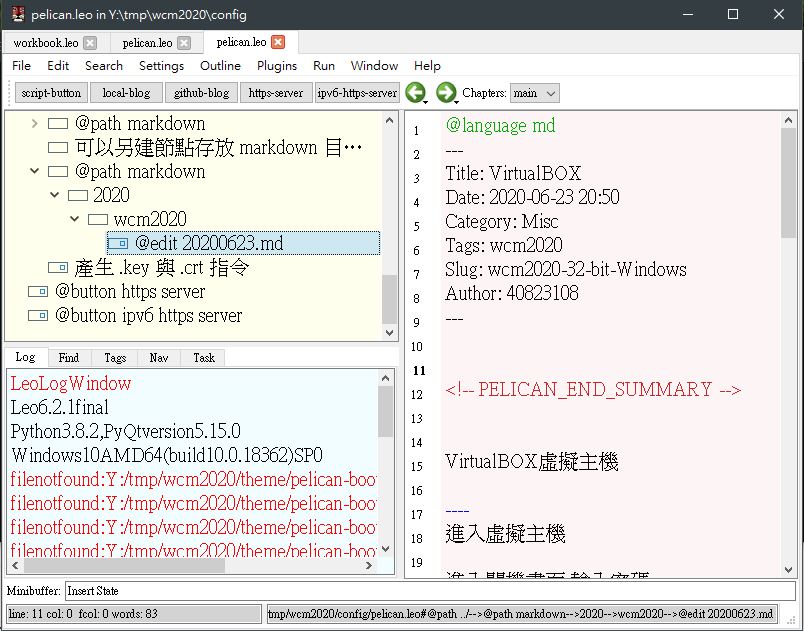 pelican.leo in Y:\tmp\wcm2020\config
workbook.leo pelican.leo pelican.leo
File Edit Search Settings Outline Plugins Run Window Help
script-button local-blog github-blog https-server ipv6-https-server Chapters: main
@path markdown
可以另建節點存放 markdown 目…
@path markdown
2020
wcm2020
@edit 20200623.md
產生 .key 與 .crt 指令
@button https server
@button ipv6 https server
Log Find Tags Nav Task
LeoLogWindow
Leo6.2.1final
Python3.8.2,PyQtversion5.15.0
Windows10AMD64(build10.0.18362)SP0
filenotfound:Y:/tmp/wcm2020/theme/pelican-boo
filenotfound:Y:/tmp/wcm2020/theme/pelican-boo
filenotfound:Y:/tmp/wcm2020/theme/pelican-boo
filenotfound:Y:/tmp/wcm2020/theme/pelican-boo
1 @language md
2 ---
3 Title: VirtualBOX
4 Date: 2020-06-23 20:50
5 Category: Misc
6 Tags: wcm2020
7 Slug: wcm2020-32-bit-Windows
8 Author: 40823108
9 ---
10
11
12 <!-- PELICAN_END_SUMMARY -->
13
14
15 VirtualBOX虛擬主機
16
17 ----
18 進入虛擬主機
19
進入開機畫面,輸入密碼
Minibuffer: Insert State
line: 11 col: 0 fcol: 0 words: 83
tmp/wcm2020/config/pelican.leo#@path ../-->@path markdown-->2020-->wcm2020-->@edit 20200623.md